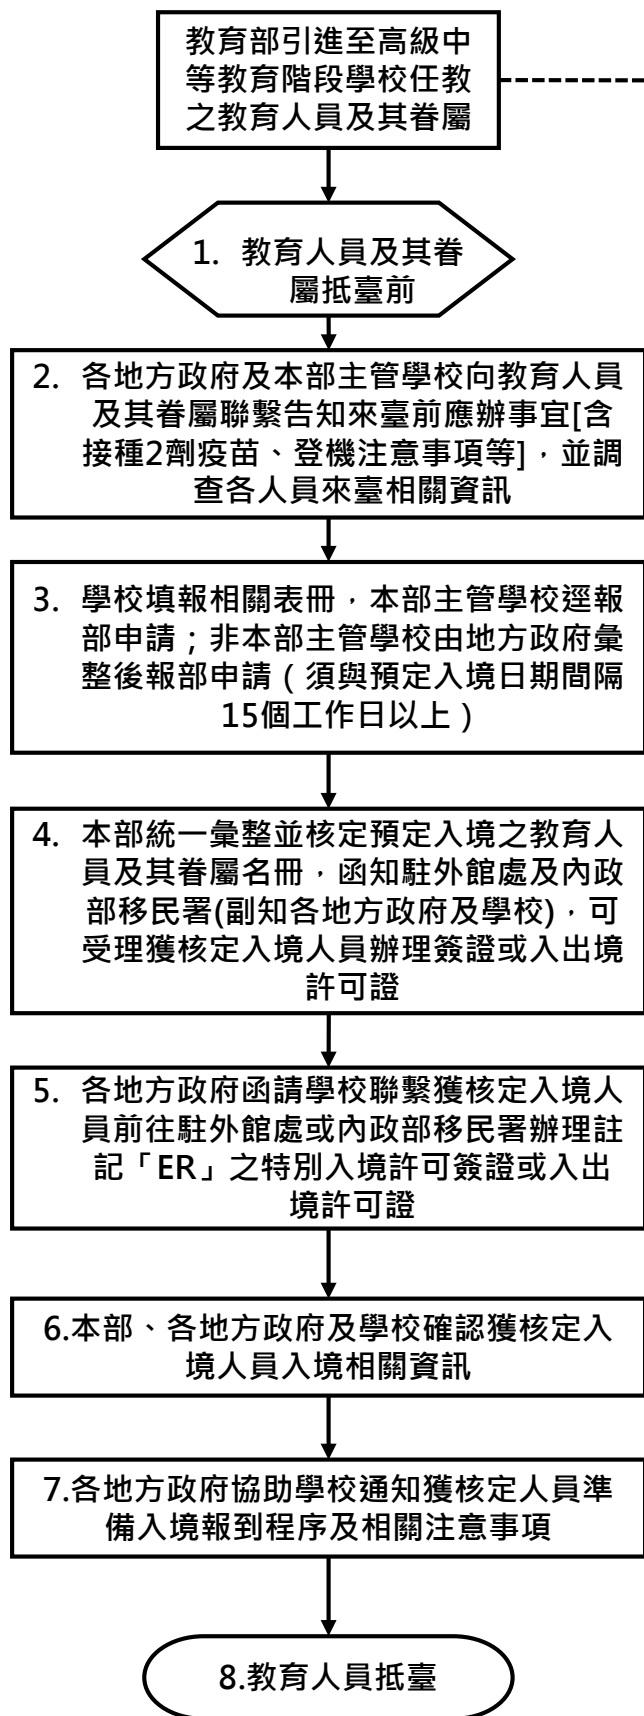 教育部引進至高級中
等教育階段學校任教
之教育人員及其眷屬
1. 教育人員及其眷
屬抵臺前
2. 各地方政府及本部主管學校向教育人員
及其眷屬聯繫告知來臺前應辦事宜[含
接種2劑疫苗、登機注意事項等]，並調
查各人員來臺相關資訊
3. 學校填報相關表冊，本部主管學校逕報
部申請；非本部主管學校由地方政府彙
整後報部申請（須與預定入境日期間隔
15個工作日以上）
4. 本部統一彙整並核定預定入境之教育人
員及其眷屬名冊，函知駐外館處及內政
部移民署(副知各地方政府及學校)，可
受理獲核定入境人員辦理簽證或入出境
許可證
5. 各地方政府函請學校聯繫獲核定入境人
員前往駐外館處或內政部移民署辦理註
記「ER」之特別入境許可簽證或入出
境許可證
6.本部、各地方政府及學校確認獲核定入
境人員入境相關資訊
7.各地方政府協助學校通知獲核定人員準
備入境報到程序及相關注意事項
8.教育人員抵臺